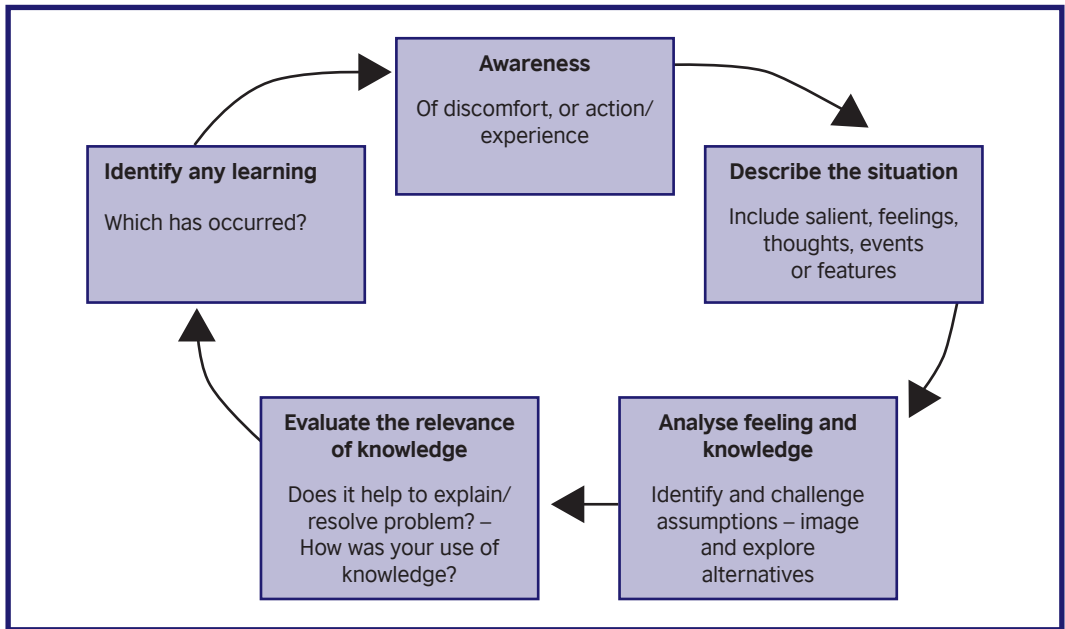 Awareness
Of discomfort, or action/
experience
Describe the situation
Include salient, feelings,
thoughts, events
or features
Analyse feeling and
knowledge
Identify and challenge
assumptions – image
and explore
alternatives
Evaluate the relevance
of knowledge
Does it help to explain/
resolve problem? –
How was your use of
knowledge?
Identify any learning
Which has occurred?